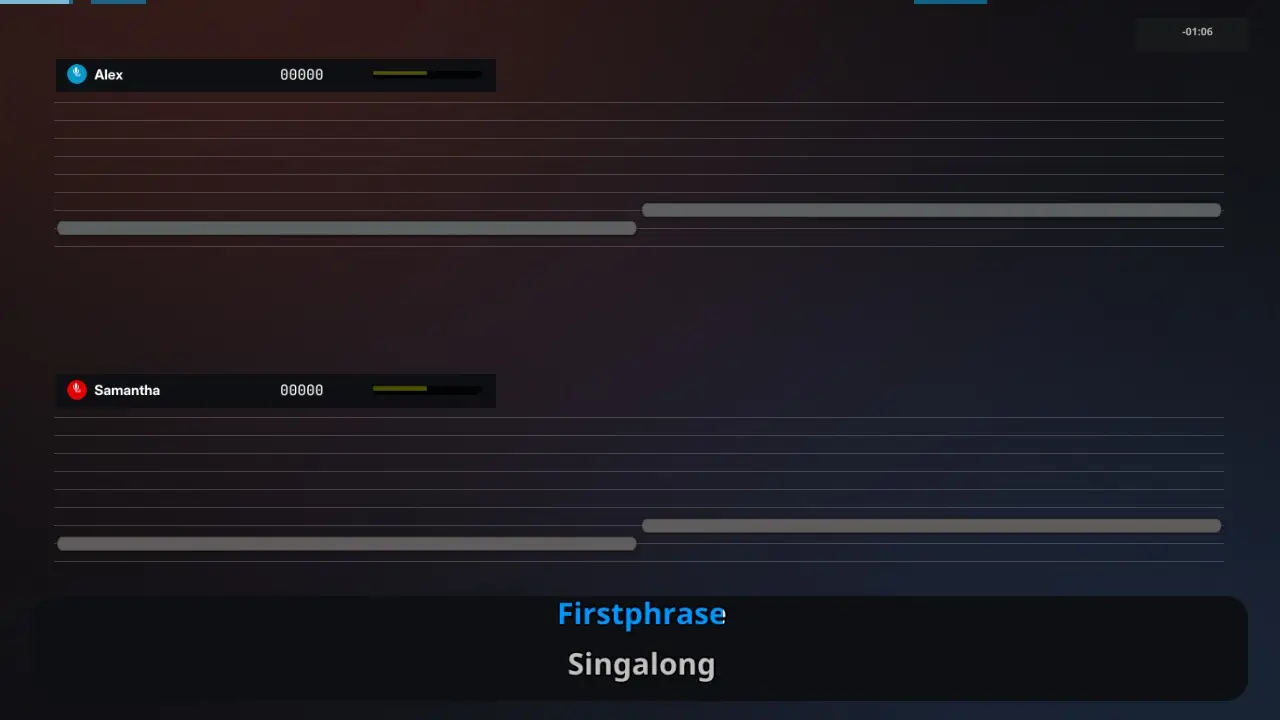 -01:06
Alex 00000
Samantha 00000
Firstphrase
Singalong